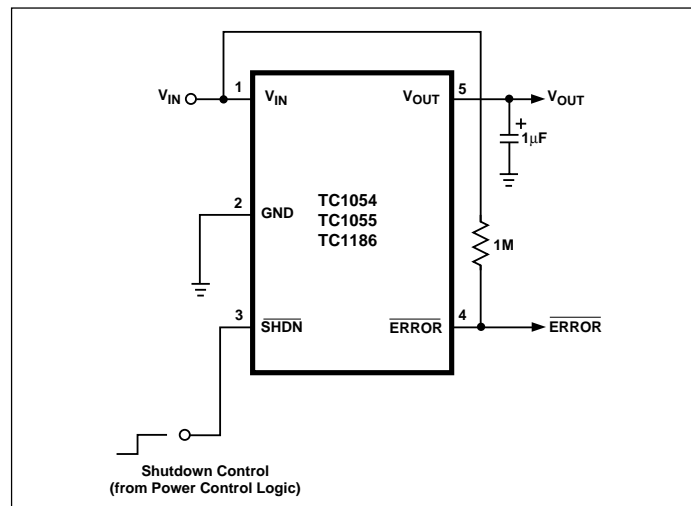 VIN
1
VIN
VOUT
5
VOUT
+
1µF
2
GND
TC1054
TC1055
TC1186
1M
3
SHDN
ERROR
4
ERROR
Shutdown Control
(from Power Control Logic)